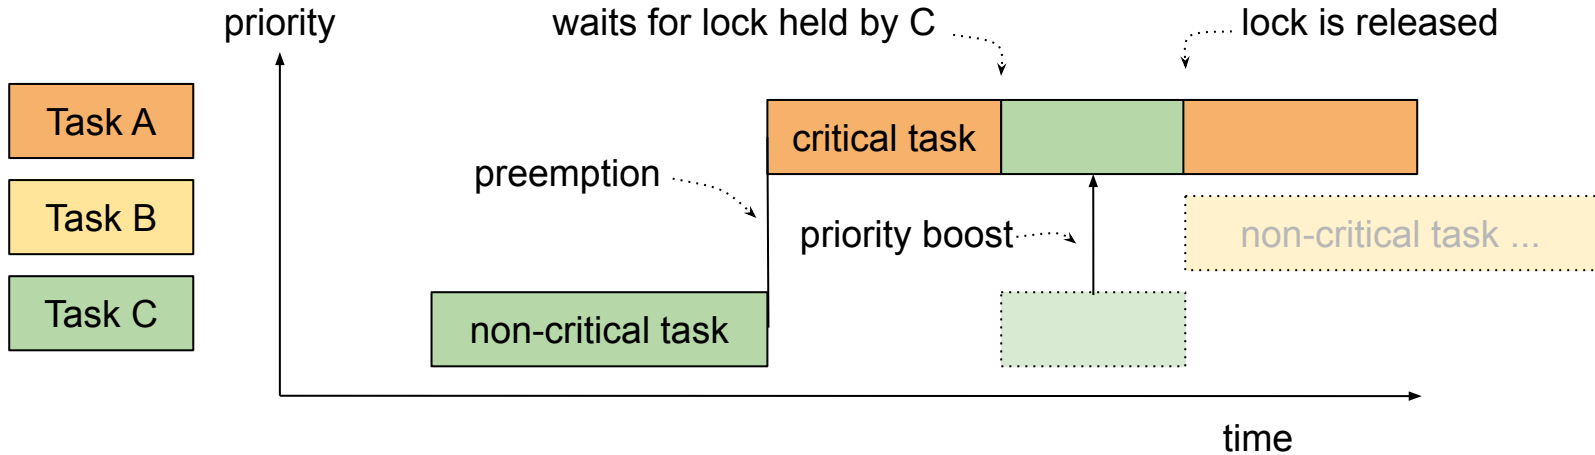 priority
waits for lock held by C
lock is released
Task A
critical task
preemption
Task B
priority boost
non-critical task ...
Task C
non-critical task
time